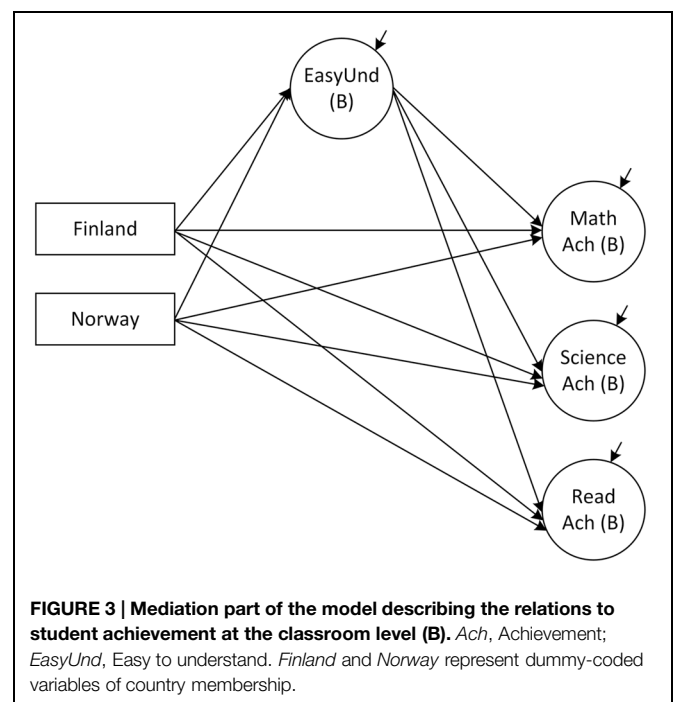 EasyUnd
(B)
Finland
Norway
Math
Ach (B)
Science
Ach (B)
Read
Ach (B)
FIGURE 3 | Mediation part of the model describing the relations to
student achievement at the classroom level (B). Ach, Achievement;
EasyUnd, Easy to understand. Finland and Norway represent dummy-coded
variables of country membership.